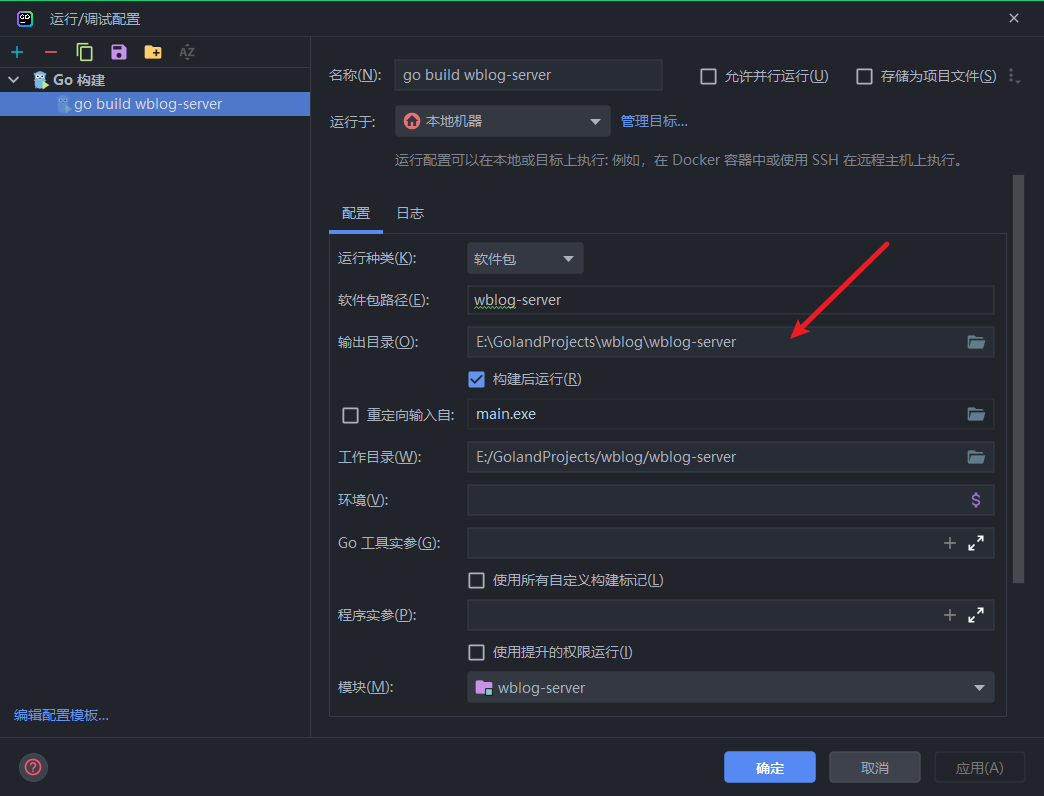 运行/调试配置
Go 构建
go build wblog-server
编辑配置模板...
名称(N): go build wblog-server 允许并行运行(U) 存储为项目文件(S)
运行于: 本地机器 管理目标...
运行配置可以在本地或目标上执行: 例如，在 Docker 容器中或使用 SSH 在远程主机上执行。
配置 日志
运行种类(K): 软件包
软件包路径(E): wblog-server
输出目录(O): E:\GolandProjects\wblog\wblog-server
构建后运行(R)
重定向输入自: main.exe
工作目录(W): E:/GolandProjects/wblog/wblog-server
环境(V):
Go 工具实参(G):
使用所有自定义构建标记(L)
程序实参(P):
使用提升的权限运行(I)
模块(M): wblog-server
确定 取消 应用(A)